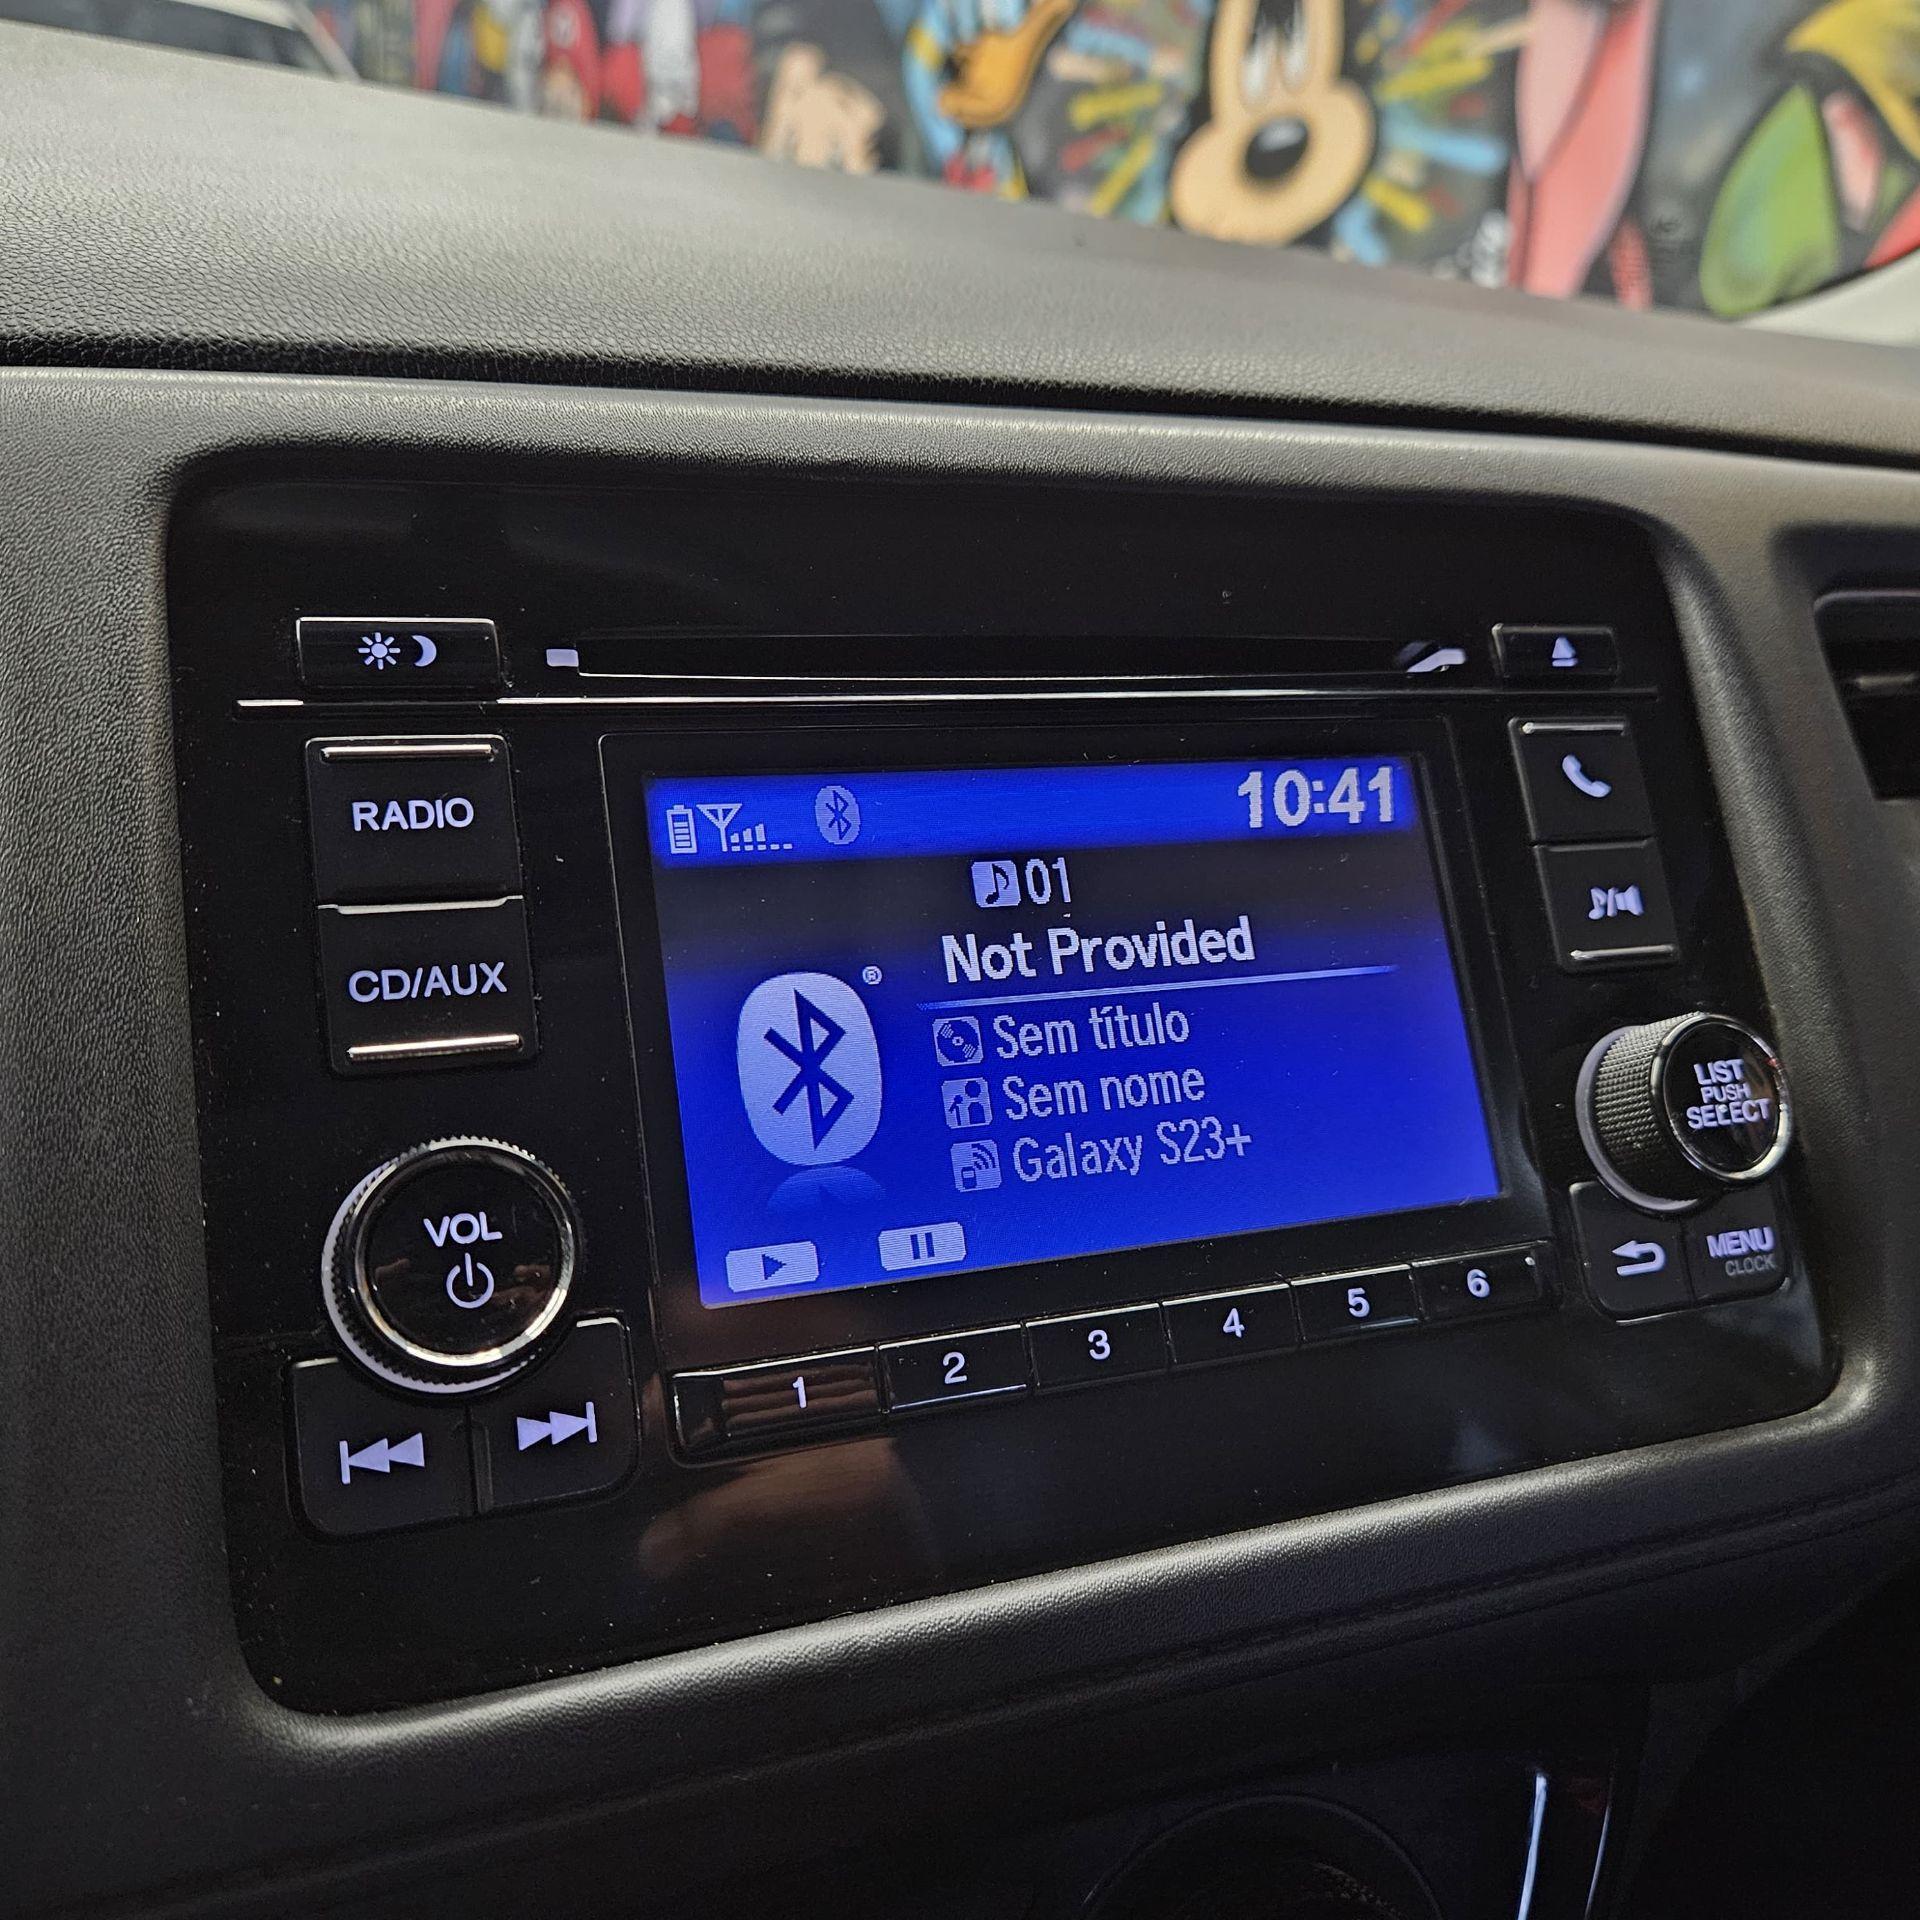 10:41
RADIO
01
Not Provided
CD/AUX
Sem título
Sem nome
Galaxy S23+
LIST
PUSH
SELECT
VOL
MENU
CLOCK
1 2 3 4 5 6